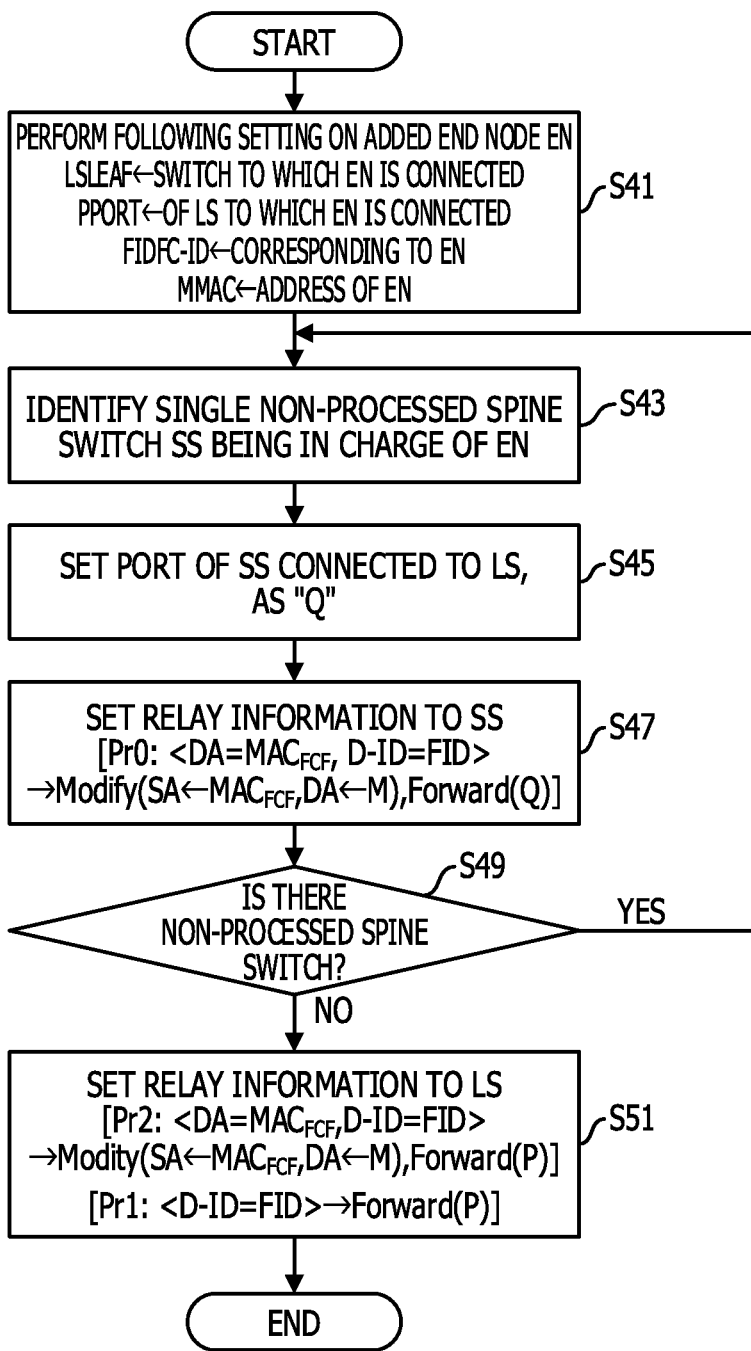 START
PERFORM FOLLOWING SETTING ON ADDED END NODE EN
LSLEAF←SWITCH TO WHICH EN IS CONNECTED
PPORT←OF LS TO WHICH EN IS CONNECTED
FIDFC-ID←CORRESPONDING TO EN
MMAC←ADDRESS OF EN
S41
IDENTIFY SINGLE NON-PROCESSED SPINE
SWITCH SS BEING IN CHARGE OF EN
S43
SET PORT OF SS CONNECTED TO LS,
AS "Q"
S45
SET RELAY INFORMATION TO SS
[Pr0: <DA=MAC_FCF, D-ID=FID>
→Modify(SA←MAC_FCF,DA←M),Forward(Q)]
S47
S49
IS THERE
NON-PROCESSED SPINE
SWITCH?
YES
NO
SET RELAY INFORMATION TO LS
[Pr2: <DA=MAC_FCF,D-ID=FID>
→Modity(SA←MAC_FCF,DA←M),Forward(P)]
[Pr1: <D-ID=FID>→Forward(P)]
S51
END